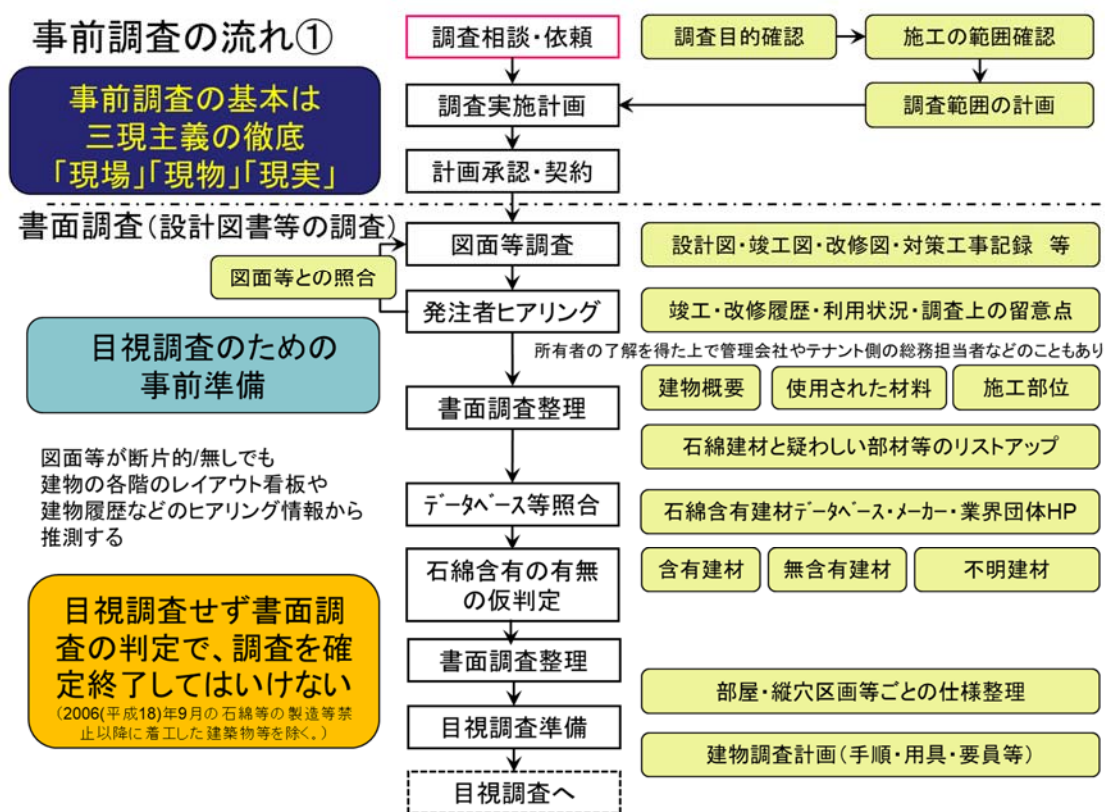 事前調査の流れ①
調査相談・依頼
調査目的確認
施工の範囲確認
事前調査の基本は
三現主義の徹底
「現場」「現物」「現実」
調査実施計画
調査範囲の計画
計画承認・契約
書面調査(設計図書等の調査)
図面等調査
設計図・竣工図・改修図・対策工事記録 等
図面等との照合
発注者ヒアリング
竣工・改修履歴・利用状況・調査上の留意点
所有者の了解を得た上で管理会社やテナント側の総務担当者などのこともあり
目視調査のための
事前準備
建物概要
使用された材料
施工部位
書面調査整理
石綿建材と疑わしい部材等のリストアップ
図面等が断片的/無しでも
建物の各階のレイアウト看板や
建物履歴などのヒアリング情報から
推測する
データベース等照合
石綿含有建材データベース・メーカー・業界団体HP
石綿含有の有無
の仮判定
含有建材
無含有建材
不明建材
目視調査せず書面調
査の判定で、調査を確
定終了してはいけない
(2006(平成18)年9月の石綿等の製造等禁
止以降に着工した建築物等を除く。)
書面調査整理
部屋・縦穴区画等ごとの仕様整理
目視調査準備
建物調査計画(手順・用具・要員等)
目視調査へ